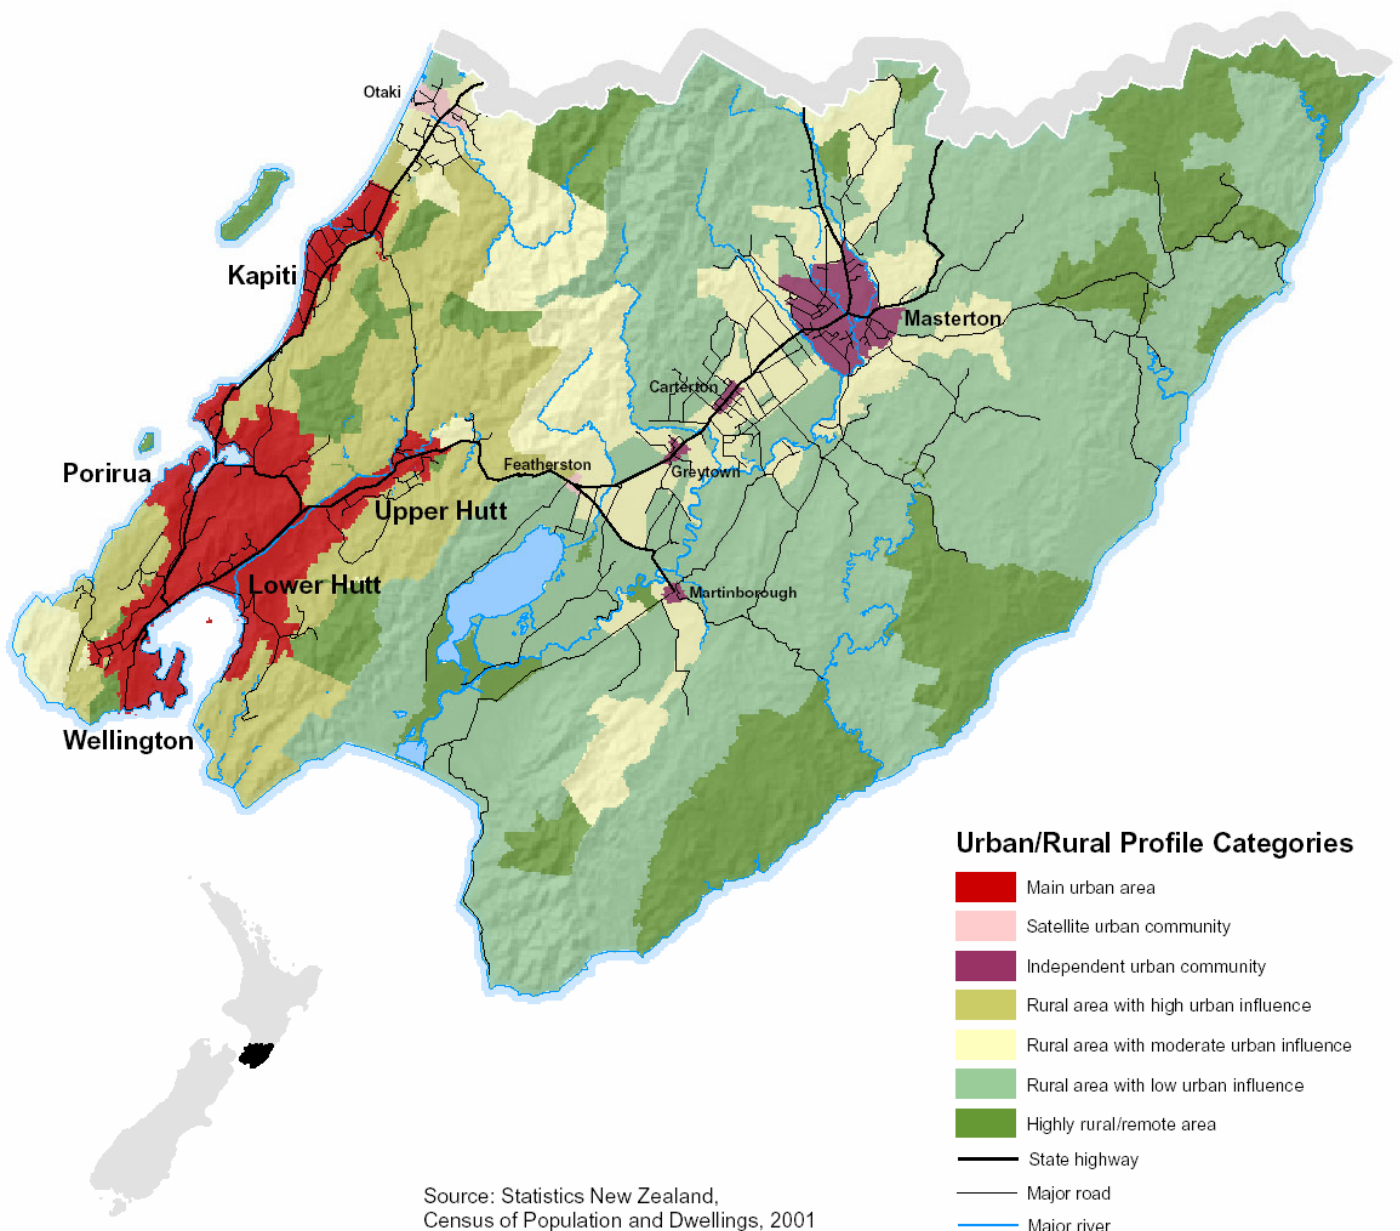 Otaki
Kapiti
Masterton
Carterton
Porirua
Featherston
Greytown
Upper Hutt
Lower Hutt
Martinborough
Wellington
Urban/Rural Profile Categories
Main urban area
Satellite urban community
Independent urban community
Rural area with high urban influence
Rural area with moderate urban influence
Rural area with low urban influence
Highly rural/remote area
State highway
Major road
Major river
Source: Statistics New Zealand,
Census of Population and Dwellings, 2001